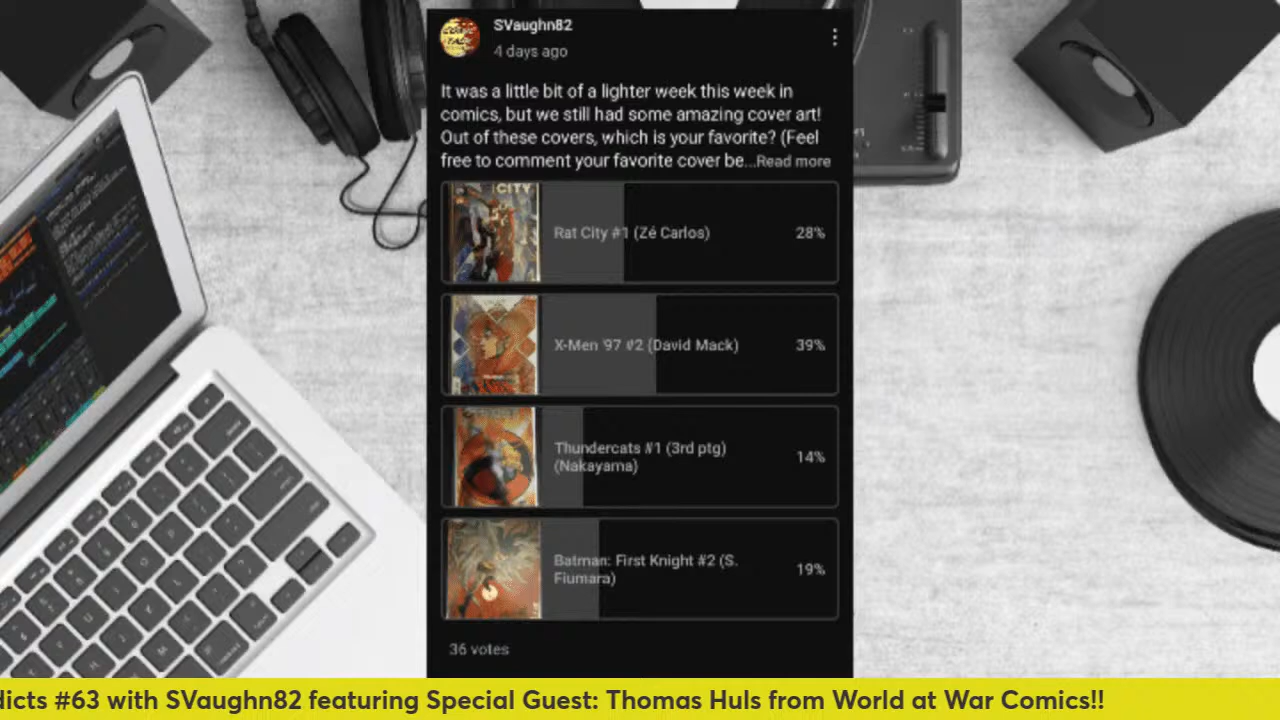 SVaughn82
4 days ago
It was a little bit of a lighter week this week in
comics, but we still had some amazing cover art!
Out of these covers, which is your favorite? (Feel
free to comment your favorite cover be...Read more
CITY
Rat City #1 (Zé Carlos)
28%
X-Men '97 #2 (David Mack)
39%
Thundercats #1 (3rd ptg)
(Nakayama)
14%
Batman: First Knight #2 (S.
Fiumara)
19%
36 votes
dicts #63 with SVaughn82 featuring Special Guest: Thomas Huls from World at War Comics!!